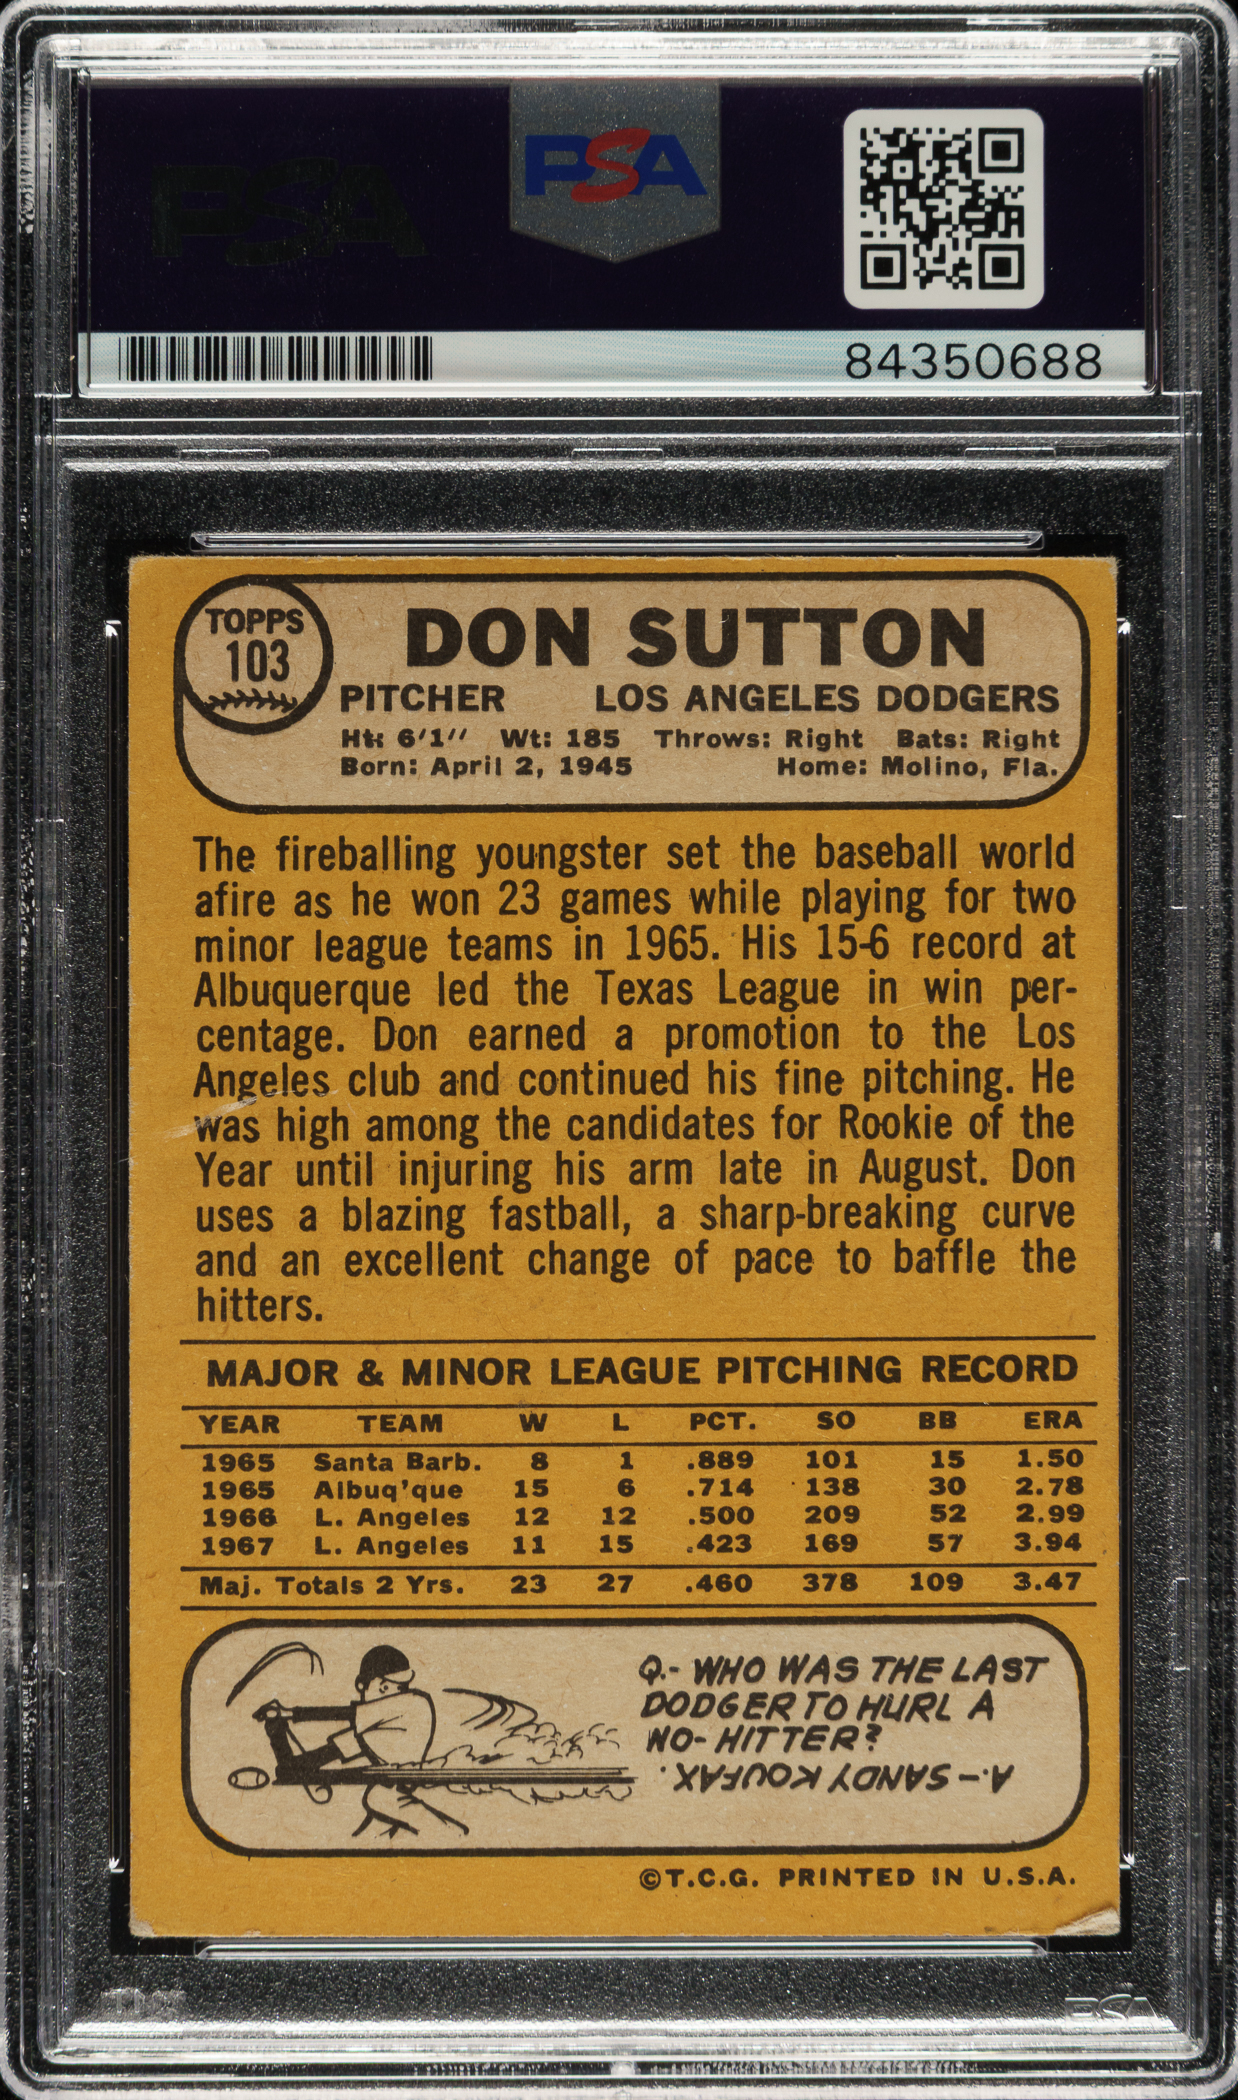 PSA
PSA
84350688
TOPPS
103
DON SUTTON
PITCHER LOS ANGELES DODGERS
Ht: 6'1" Wt: 185 Throws: Right Bats: Right
Born: April 2, 1945 Home: Molino, Fla.
The fireballing youngster set the baseball world
afire as he won 23 games while playing for two
minor league teams in 1965. His 15-6 record at
Albuquerque led the Texas League in win per-
centage. Don earned a promotion to the Los
Angeles club and continued his fine pitching. He
was high among the candidates for Rookie of the
Year until injuring his arm late in August. Don
uses a blazing fastball, a sharp-breaking curve
and an excellent change of pace to baffle the
hitters.
MAJOR & MINOR LEAGUE PITCHING RECORD
YEAR TEAM W L PCT. SO BB ERA
1965 Santa Barb. 8 1 .889 101 15 1.50
1965 Albuq'que 15 6 .714 138 30 2.78
1966 L. Angeles 12 12 .500 209 52 2.99
1967 L. Angeles 11 15 .423 169 57 3.94
Maj. Totals 2 Yrs. 23 27 .460 378 109 3.47
Q.- WHO WAS THE LAST
DODGER TO HURL A
NO-HITTER?
A.- SANDY KOUFAX.
©T.C.G. PRINTED IN U.S.A.
PSA